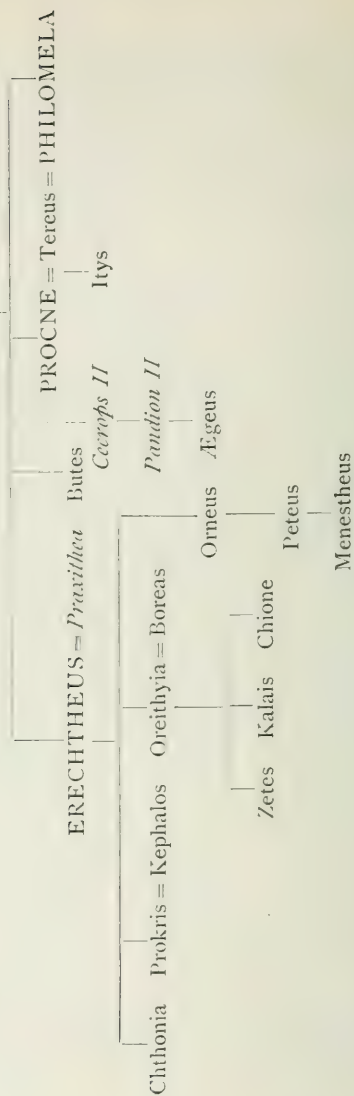 ERECHTHEUS = Praxithea Butes PROCNE = Tereus = PHILOMELA
Cecrops II Itys
Chthonia Prokris = Kephalos Oreithyia = Boreas Pandion II
Orneus Ægeus
Zetes Kalais Chione Peteus
Menestheus